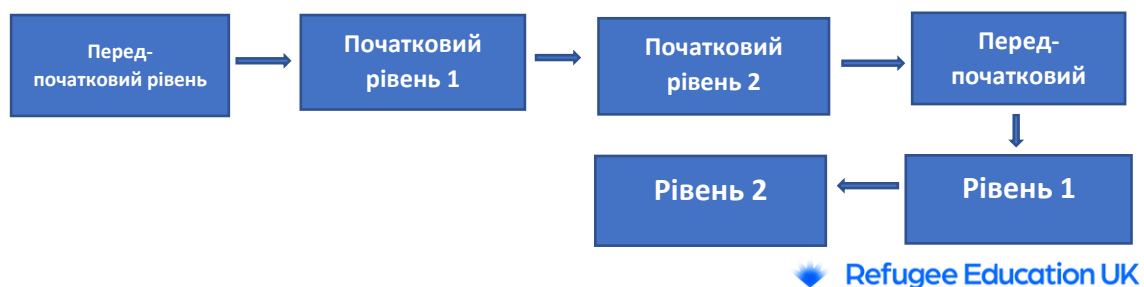 Перед-
початковий рівень
Початковий
рівень 1
Початковий
рівень 2
Перед-
початковий
Рівень 1
Рівень 2
Refugee Education UK